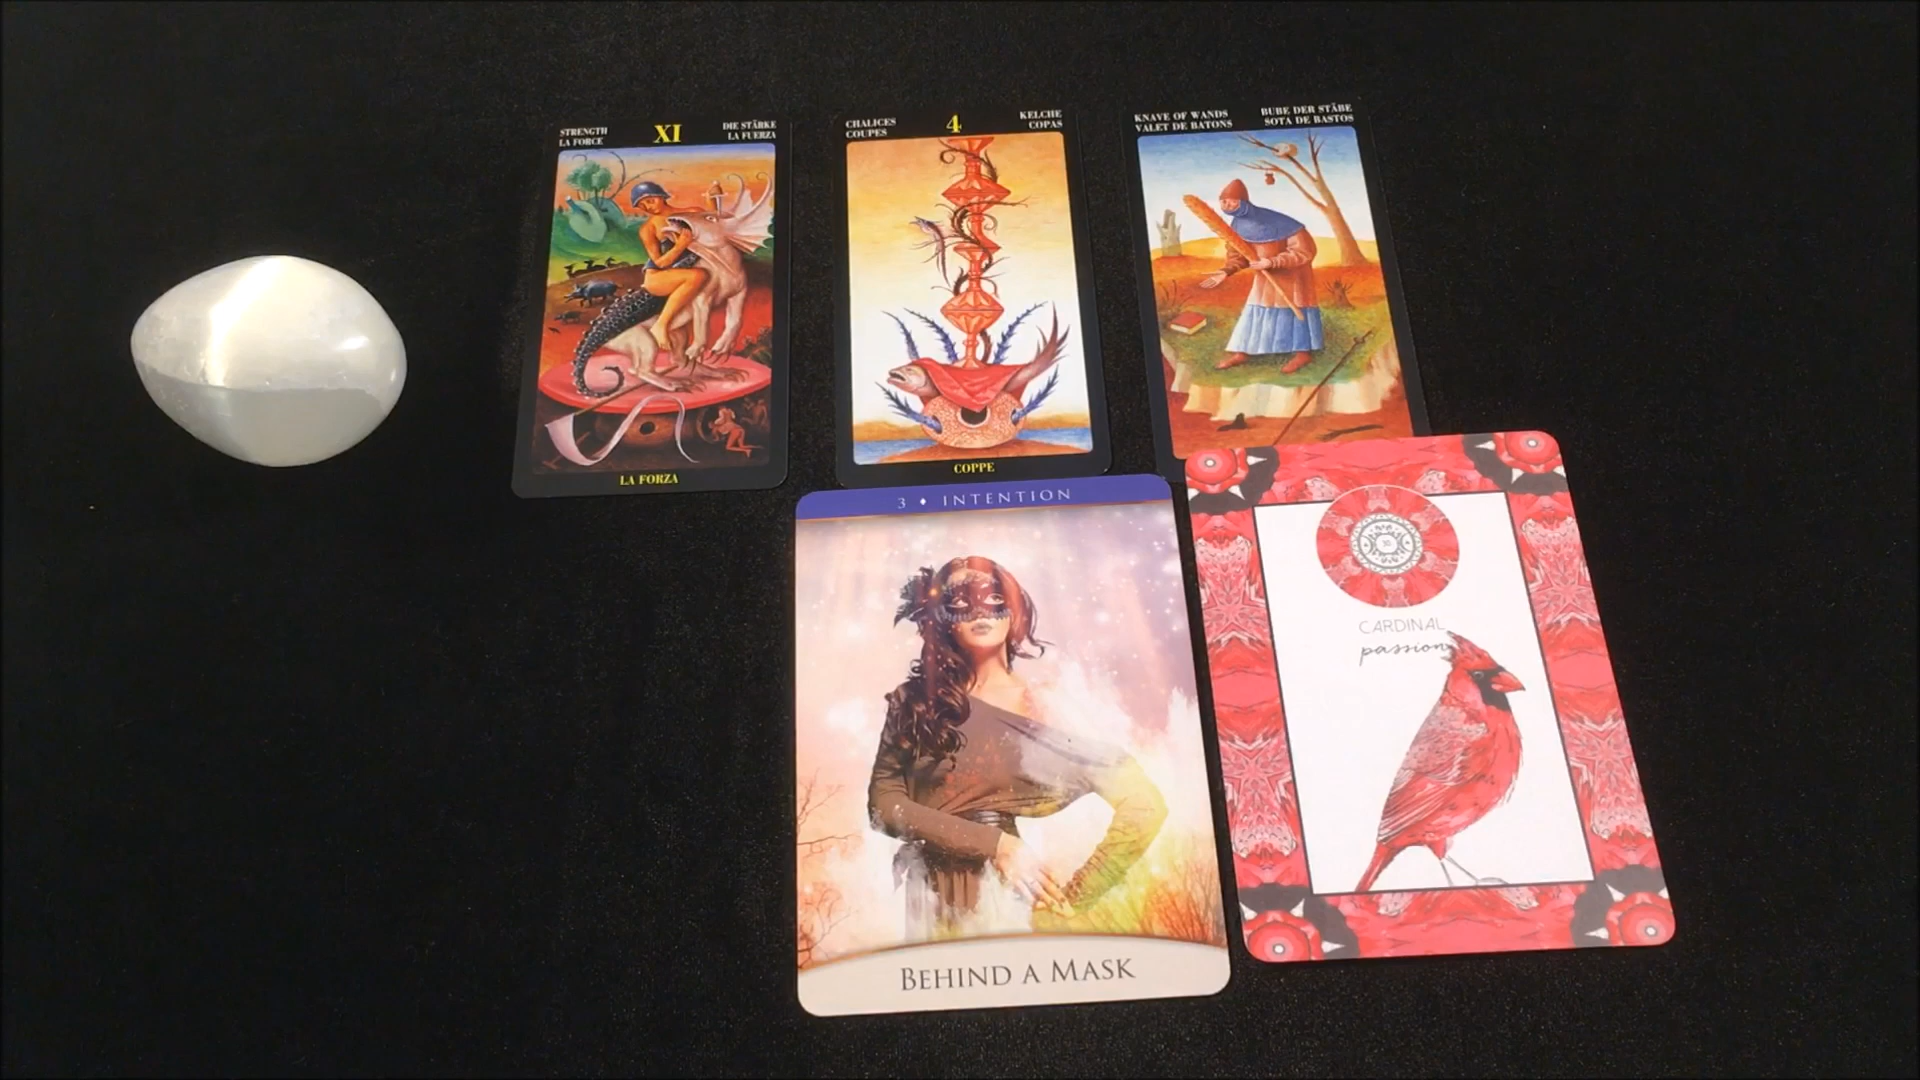 STRENGTH
LA FORCE
XI
DIE STÄRKE
LA FUERZA
LA FORZA
CHALICES
COUPES
4
KELCHE
COPAS
COPPE
KNAVE OF WANDS
VALET DE BATONS
BUBE DER STÄBE
SOTA DE BASTOS
3 ♦ INTENTION
BEHIND A MASK
CARDINAL
passion